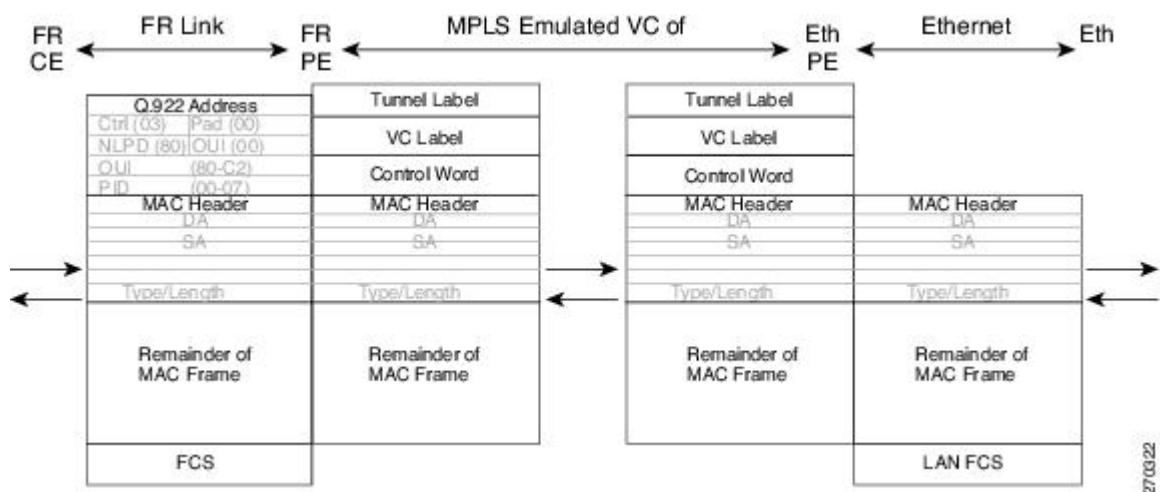 FR CE
FR Link
FR PE
MPLS Emulated VC of
Eth PE
Ethernet
Eth
Q.922 Address
Ctrl (03) Pad (00)
NLPD (80) OUI (00)
OUI (80-C2)
PID (00-07)
MAC Header
DA
SA
Type/Length
Remainder of
MAC Frame
FCS
Tunnel Label
VC Label
Control Word
MAC Header
DA
SA
Type/Length
Remainder of
MAC Frame
Tunnel Label
VC Label
Control Word
MAC Header
DA
SA
Type/Length
Remainder of
MAC Frame
MAC Header
DA
SA
Type/Length
Remainder of
MAC Frame
LAN FCS
270322